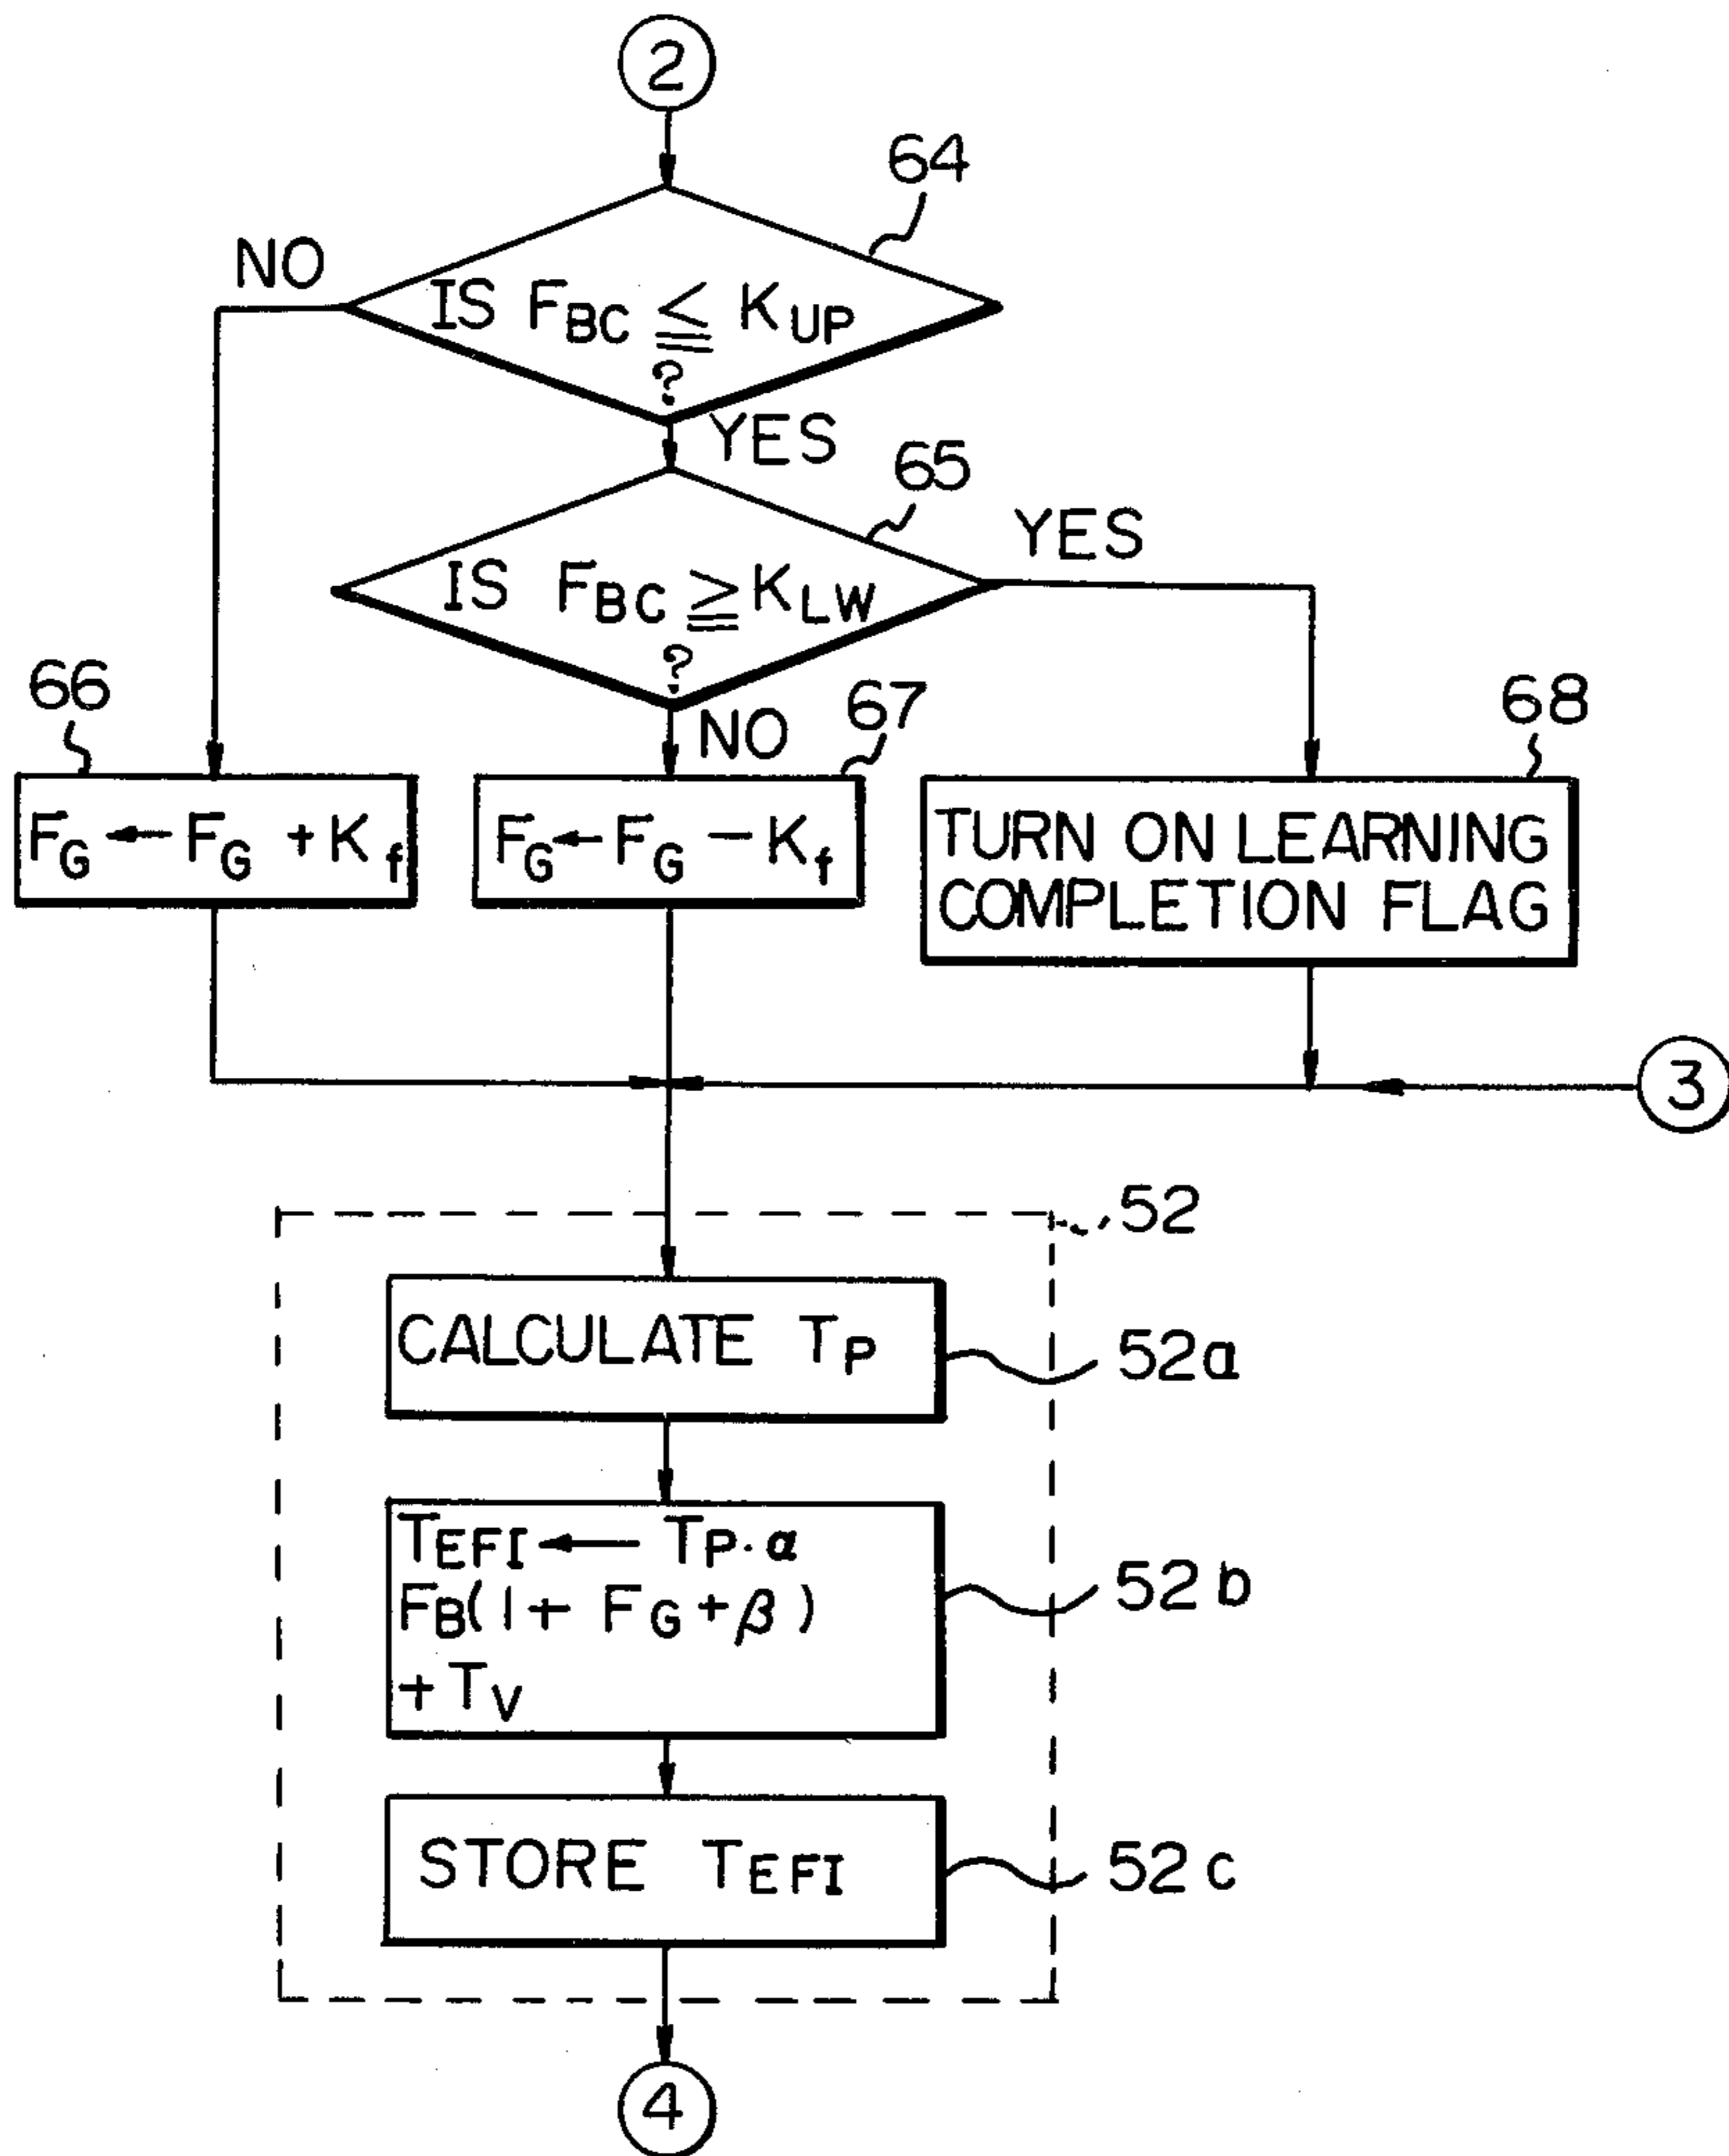 2
64
NO
IS FBC ≦ KUP
?
YES
65
YES
IS FBC ≧ KLW
?
66
NO
67
68
FG ← FG + Kf
FG ← FG − Kf
TURN ON LEARNING
COMPLETION FLAG
3
52
CALCULATE TP
52a
TEFI ← TP·α
FB(1+ FG+β)
+TV
52b
STORE TEFI
52c
4